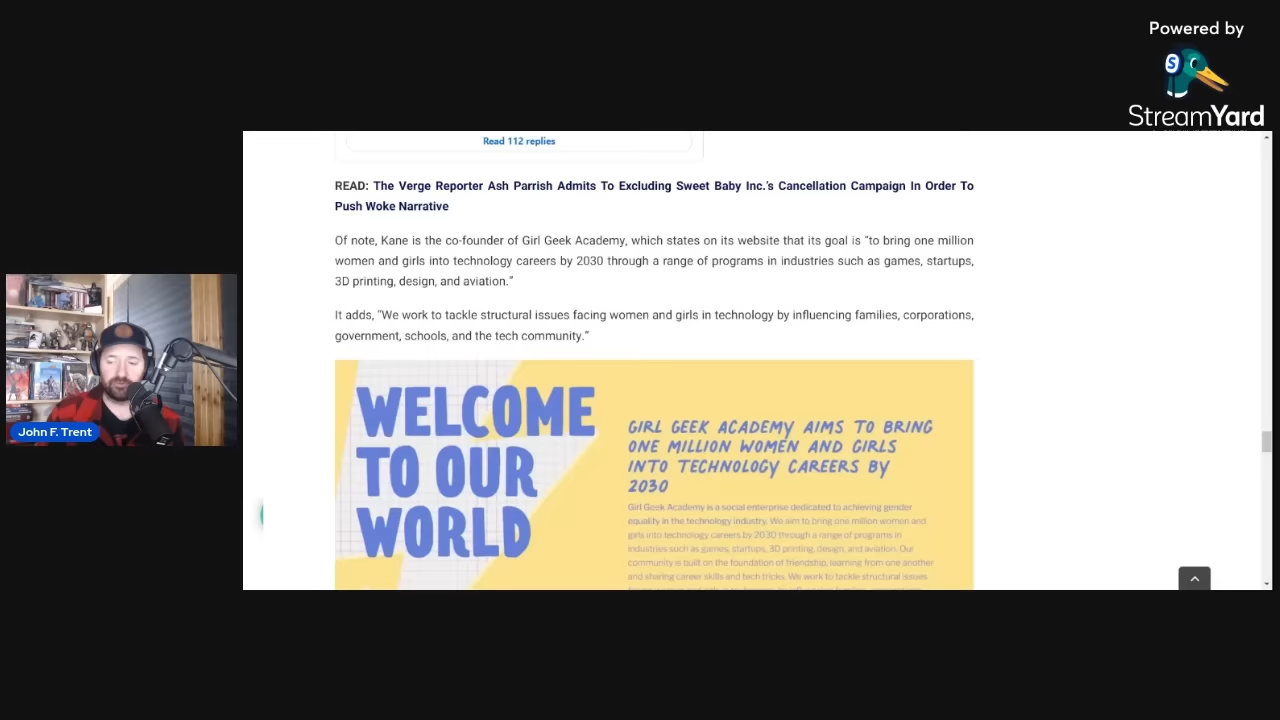 Powered by
S
StreamYard
Read 112 replies
READ: The Verge Reporter Ash Parrish Admits To Excluding Sweet Baby Inc.'s Cancellation Campaign In Order To
Push Woke Narrative
Of note, Kane is the co-founder of Girl Geek Academy, which states on its website that its goal is “to bring one million
women and girls into technology careers by 2030 through a range of programs in industries such as games, startups,
3D printing, design, and aviation.”
It adds, “We work to tackle structural issues facing women and girls in technology by influencing families, corporations,
government, schools, and the tech community.”
WELCOME
TO OUR
WORLD
GIRL GEEK ACADEMY AIMS TO BRING
ONE MILLION WOMEN AND GIRLS
INTO TECHNOLOGY CAREERS BY
2030
Girl Geek Academy is a social enterprise dedicated to achieving gender
equality in the technology industry. We aim to bring one million women and
girls into technology careers by 2030 through a range of programs in
industries such as games, startups, 3D printing, design, and aviation. Our
community is built on the foundation of friendship, learning from one another
and sharing career skills and tech tricks. We work to tackle structural issues
John F. Trent